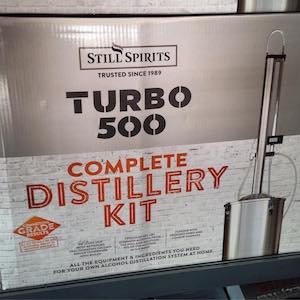 STILL SPIRITS
TRUSTED SINCE 1989
TURBO
500
COMPLETE
DISTILLERY
KIT
GRADE
ALL THE EQUIPMENT & INGREDIENTS YOU NEED
FOR YOUR OWN ALCOHOL DISTILLATION SYSTEM AT HOME